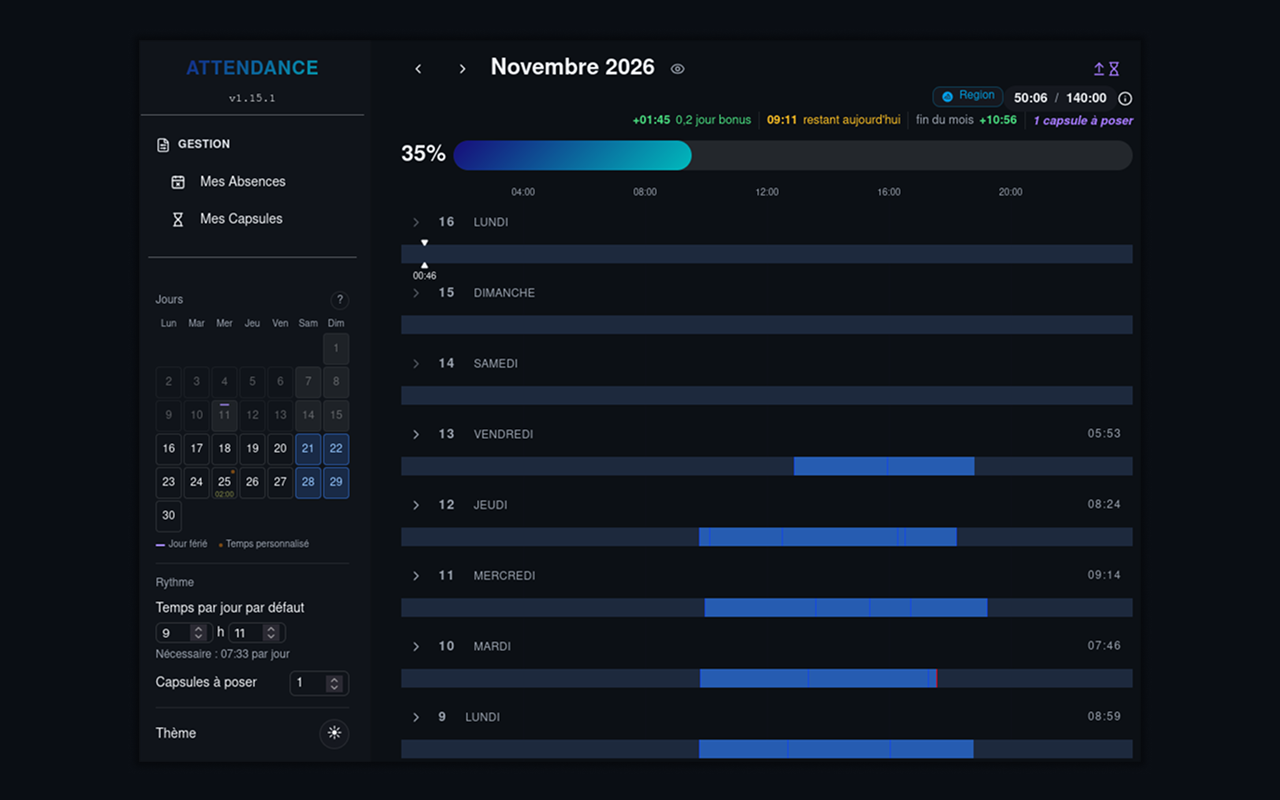 ATTENDANCE
v1.15.1
GESTION
Mes Absences
Mes Capsules
Jours ?
Lun Mar Mer Jeu Ven Sam Dim
1
2 3 4 5 6 7 8
9 10 11 12 13 14 15
16 17 18 19 20 21 22
23 24 25 26 27 28 29
02:00
30
Jour férié Temps personnalisé
Rythme
Temps par jour par défaut
9 h 11
Nécessaire : 07:33 par jour
Capsules à poser 1
Thème
Novembre 2026
Region 50:06 / 140:00
+01:45 0,2 jour bonus 09:11 restant aujourd'hui fin du mois +10:56 1 capsule à poser
35%
04:00 08:00 12:00 16:00 20:00
16 LUNDI
00:46
15 DIMANCHE
14 SAMEDI
13 VENDREDI 05:53
12 JEUDI 08:24
11 MERCREDI 09:14
10 MARDI 07:46
9 LUNDI 08:59